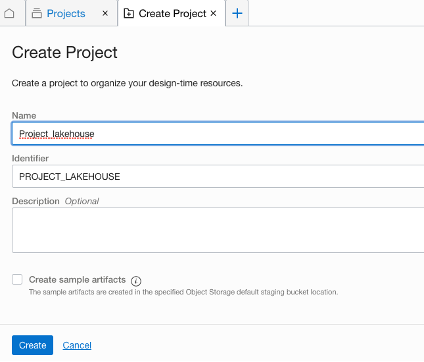 Projects × Create Project × +
Create Project
Create a project to organize your design-time resources.
Name
Project_lakehouse
Identifier
PROJECT_LAKEHOUSE
Description Optional
Create sample artifacts i
The sample artifacts are created in the specified Object Storage default staging bucket location.
Create Cancel